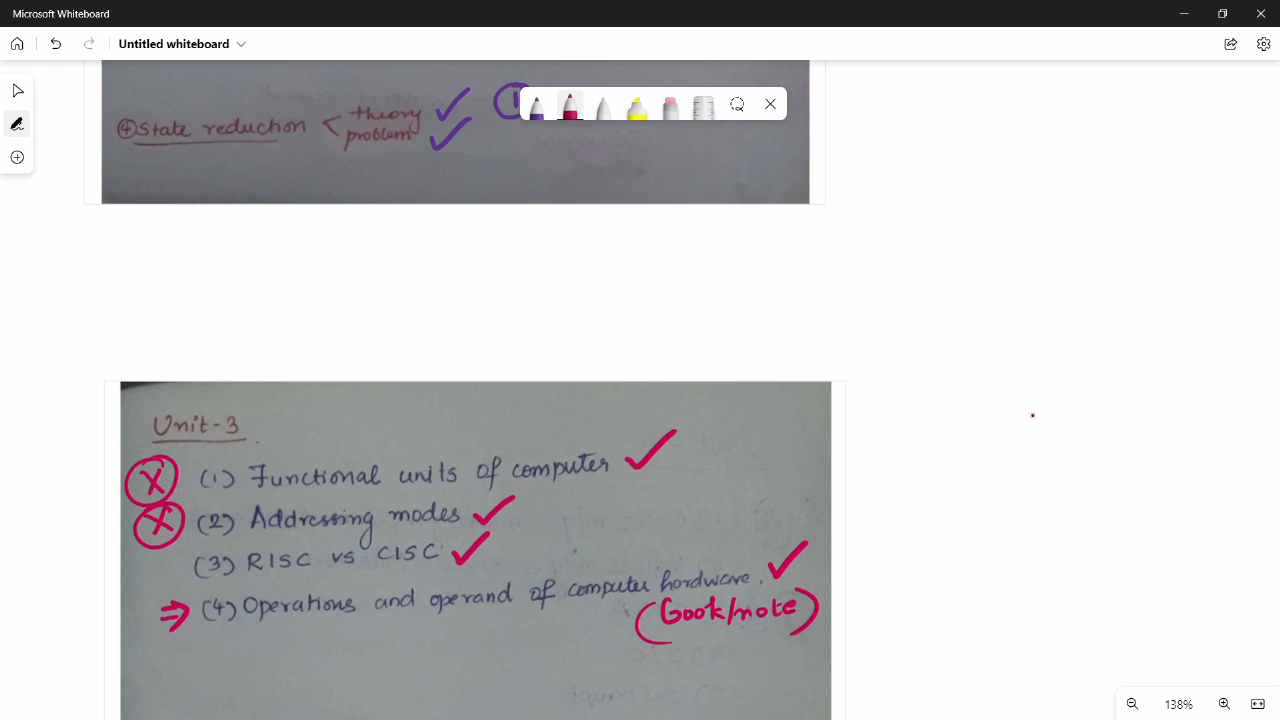 Microsoft Whiteboard
Untitled whiteboard
④ State reduction < theory
problem
1
Unit-3
X (1) Functional units of computer
X (2) Addressing modes
(3) RISC vs CISC
⇒ (4) Operations and operand of computer hardware.
(book/note)
138%